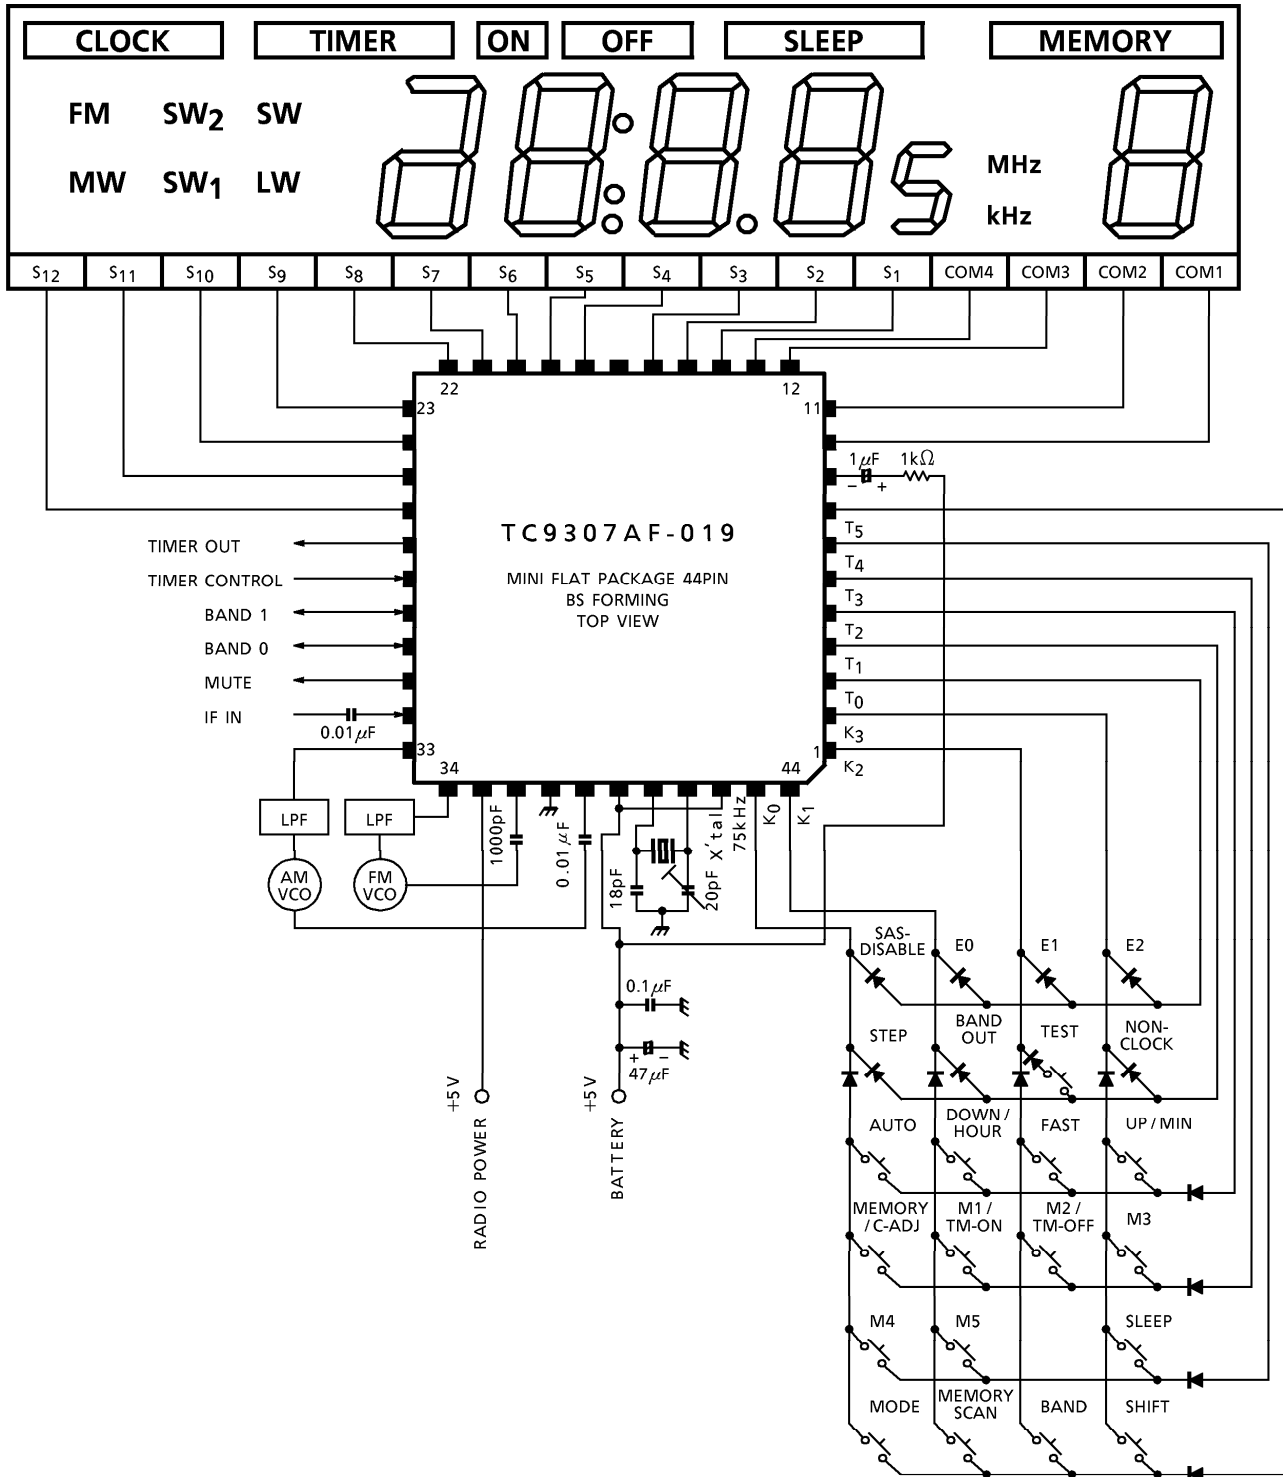 CLOCK TIMER ON OFF SLEEP MEMORY
FM SW2 SW
MW SW1 LW
MHz
kHz
S12 S11 S10 S9 S8 S7 S6 S5 S4 S3 S2 S1 COM4 COM3 COM2 COM1
22 12
23 11
1μF 1kΩ
− +
TC9307AF-019
MINI FLAT PACKAGE 44PIN
BS FORMING
TOP VIEW
TIMER OUT
TIMER CONTROL
BAND 1
BAND 0
MUTE
IF IN
0.01μF
T5
T4
T3
T2
T1
T0
K3
K2
33 1
34 44
LPF LPF
AM
VCO
FM
VCO
1000pF
0.01μF
18pF
20pF
X'tal
75kHz
K0
K1
0.1μF
+ −
47μF
+5V
RADIO POWER
+5V
BATTERY
SAS-
DISABLE
E0 E1 E2
STEP
BAND
OUT
TEST
NON-
CLOCK
AUTO
DOWN/
HOUR
FAST
UP/MIN
MEMORY
/C-ADJ
M1/
TM-ON
M2/
TM-OFF
M3
M4 M5 SLEEP
MODE
MEMORY
SCAN
BAND
SHIFT